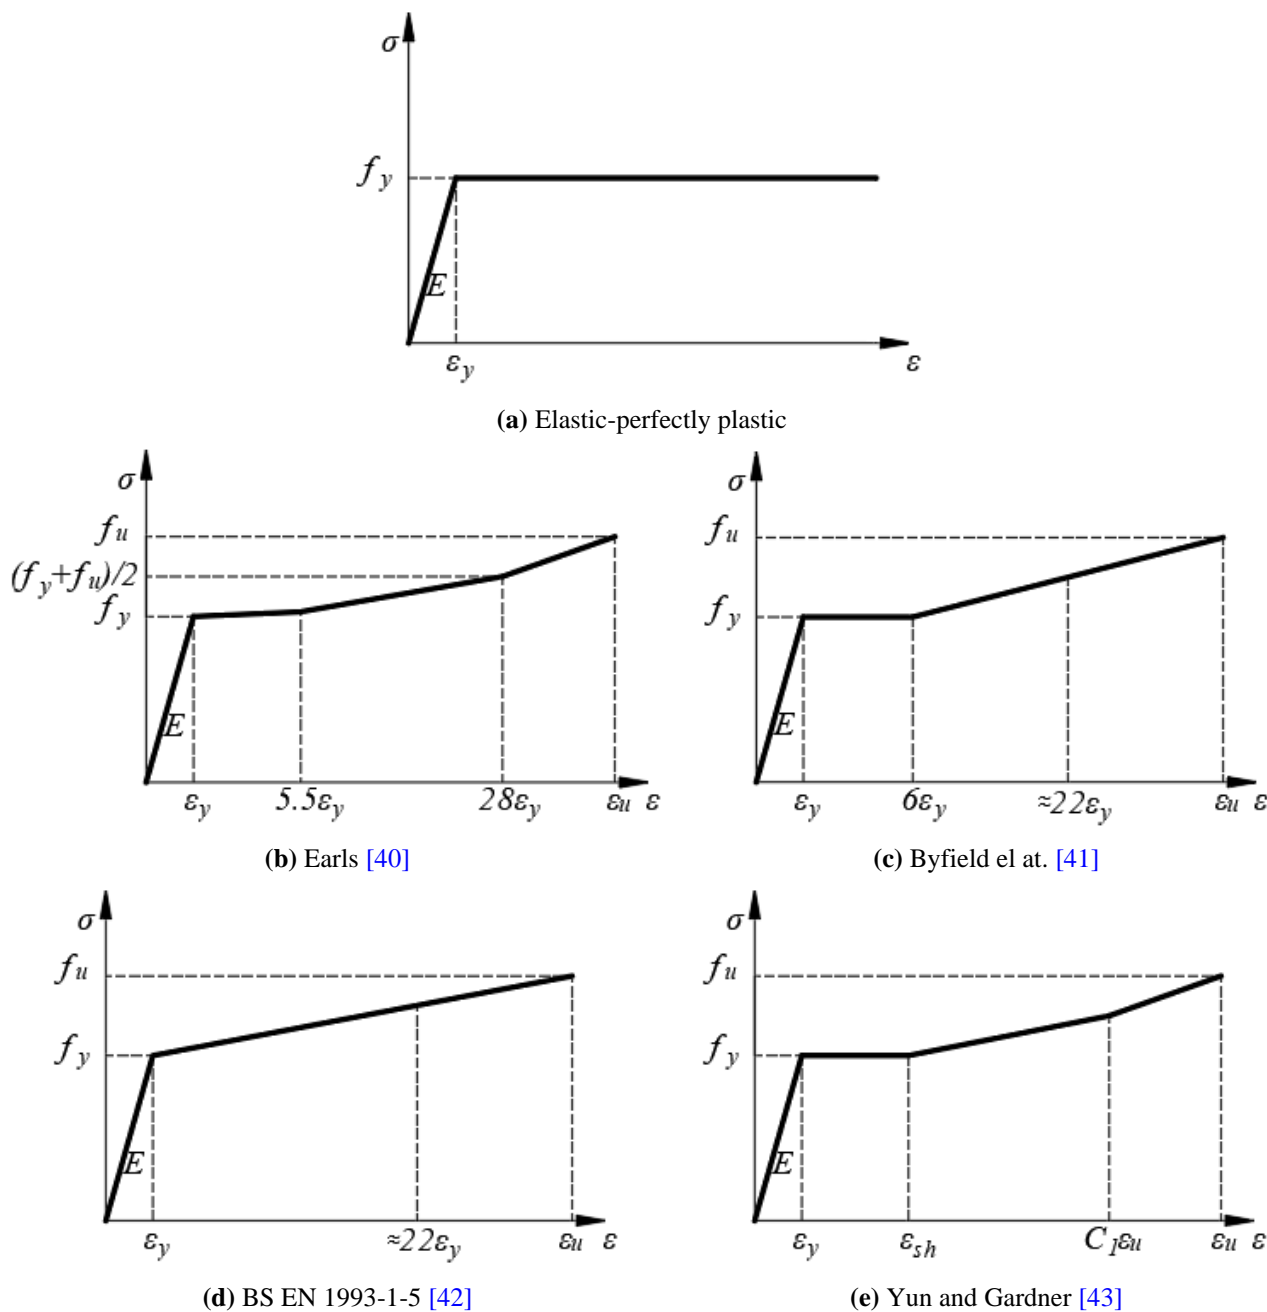 σ
f_y
E
ε_y
ε
(a) Elastic-perfectly plastic
σ
f_u
(f_y+f_u)/2
f_y
E
ε_y
5.5ε_y
28ε_y
ε_u
ε
(b) Earls [40]
σ
f_u
f_y
E
ε_y
6ε_y
≈22ε_y
ε_u
ε
(c) Byfield el at. [41]
σ
f_u
f_y
E
ε_y
≈22ε_y
ε_u
ε
(d) BS EN 1993-1-5 [42]
σ
f_u
f_y
E
ε_y
ε_sh
C_1ε_u
ε_u
ε
(e) Yun and Gardner [43]